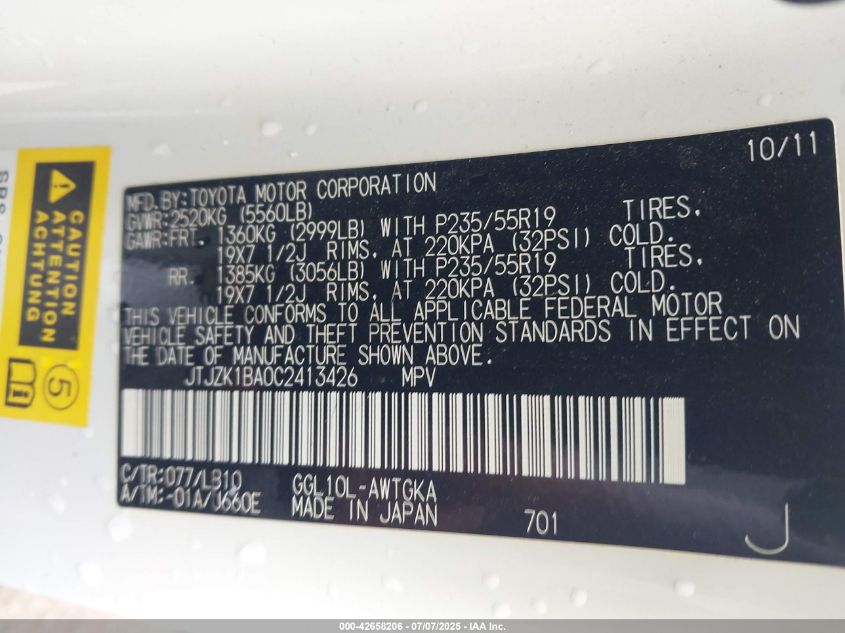 10/11
MFD. BY:TOYOTA MOTOR CORPORATION
GVWR:2520KG (5560LB)
GAWR:FRT. 1360KG (2999LB) WITH P235/55R19 TIRES,
19X7 1/2J RIMS, AT 220KPA (32PSI) COLD.
RR. 1385KG (3056LB) WITH P235/55R19 TIRES,
19X7 1/2J RIMS, AT 220KPA (32PSI) COLD.
THIS VEHICLE CONFORMS TO ALL APPLICABLE FEDERAL MOTOR
VEHICLE SAFETY AND THEFT PREVENTION STANDARDS IN EFFECT ON
THE DATE OF MANUFACTURE SHOWN ABOVE.
JTJZK1BA0C2413426 MPV
C/TR:077/LB10 GGL10L-AWTGKA
A/TM:-01A/J660E MADE IN JAPAN 701
J
CAUTION
ATTENTION
ACHTUNG
5
000-42658206 - 07/07/2025 - IAA Inc.